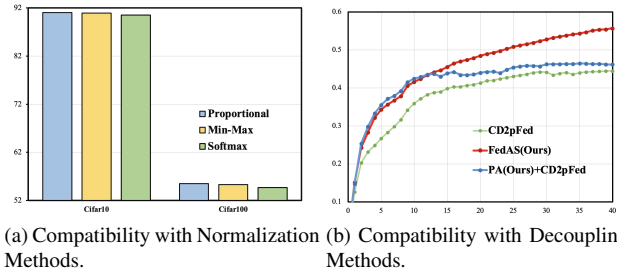 92
82
72
62
52
Proportional
Min-Max
Softmax
Cifar10
Cifar100
(a) Compatibility with Normalization
Methods.
0.6
0.5
0.4
0.3
0.2
0.1
0
5
10
15
20
25
30
35
40
CD2pFed
FedAS(Ours)
PA(Ours)+CD2pFed
(b) Compatibility with Decouplin
Methods.